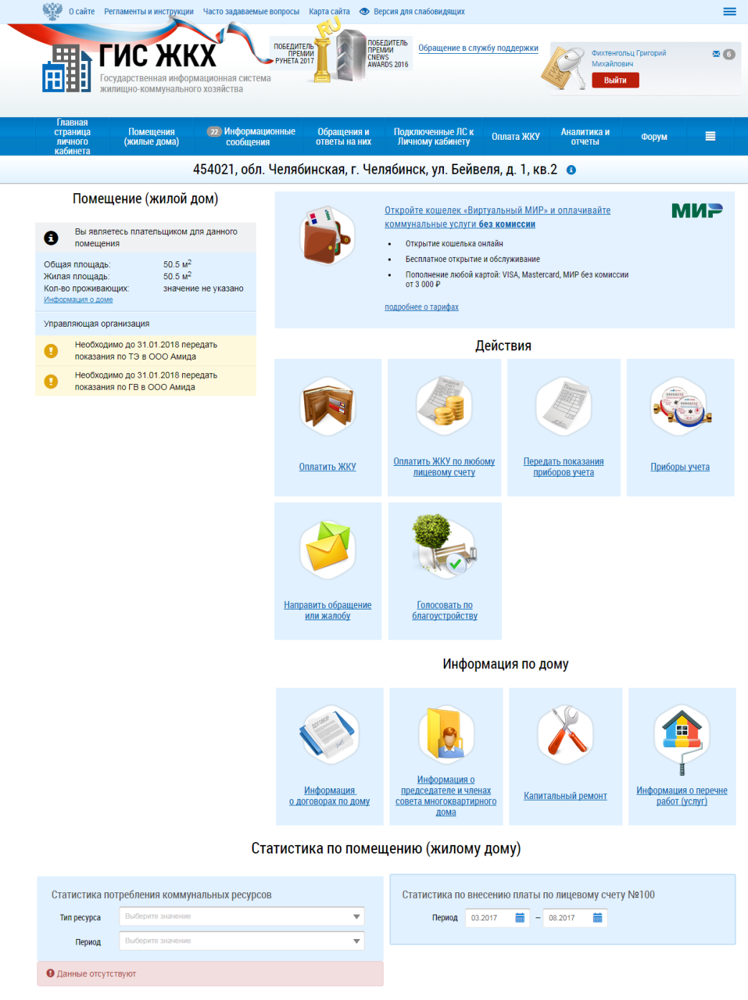 О сайте Регламенты и инструкции Часто задаваемые вопросы Карта сайта Версия для слабовидящих
ГИС ЖКХ
Государственная информационная система
жилищно-коммунального хозяйства
ПОБЕДИТЕЛЬ
ПРЕМИИ
РУНЕТА 2017
RU
ПОБЕДИТЕЛЬ
ПРЕМИИ
CNEWS
AWARDS 2016
Обращение в службу поддержки
ГИС
Фихтенгольц Григорий
Михайлович
6
Выйти
Главная
страница
личного
кабинета
Помещения
(жилые дома)
22 Информационные
сообщения
Обращения и
ответы на них
Подключенные ЛС к
Личному кабинету
Оплата ЖКУ
Аналитика и
отчеты
Форум
454021, обл. Челябинская, г. Челябинск, ул. Бейвеля, д. 1, кв.2
Помещение (жилой дом)
Вы являетесь плательщиком для данного
помещения
Общая площадь: 50.5 м2
Жилая площадь: 50.5 м2
Кол-во проживающих: значение не указано
Информация о доме
Управляющая организация
Необходимо до 31.01.2018 передать
показания по ТЭ в ООО Амида
Необходимо до 31.01.2018 передать
показания по ГВ в ООО Амида
Откройте кошелек «Виртуальный МИР» и оплачивайте
коммунальные услуги без комиссии
МИР
• Открытие кошелька онлайн
• Бесплатное открытие и обслуживание
• Пополнение любой картой: VISA, Mastercard, МИР без комиссии
от 3 000 ₽
подробнее о тарифах
Действия
Оплатить ЖКУ
Оплатить ЖКУ по любому
лицевому счету
Показания
Передать показания
приборов учета
Приборы учета
Направить обращение
или жалобу
Голосовать по
благоустройству
Информация по дому
ДОГОВОР
Информация
о договорах по дому
Информация о
председателе и членах
совета многоквартирного
дома
Капитальный ремонт
Информация о перечне
работ (услуг)
Статистика по помещению (жилому дому)
Статистика потребления коммунальных ресурсов
Тип ресурса Выберите значение
Период Выберите значение
Данные отсутствуют
Статистика по внесению платы по лицевому счету №100
Период 03.2017 – 08.2017